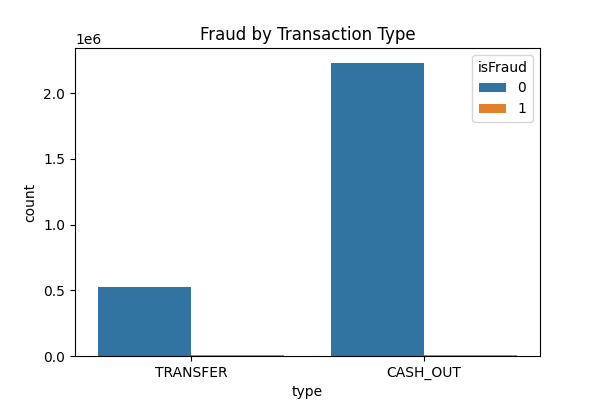 Fraud by Transaction Type
1e6
isFraud
0
1
2.0
1.5
1.0
0.5
0.0
count
TRANSFER CASH_OUT
type